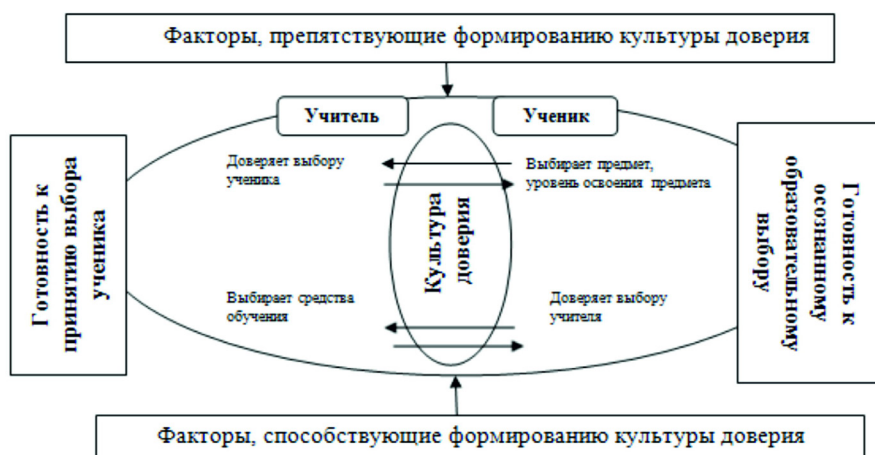 Факторы, препятствующие формированию культуры доверия
Учитель
Ученик
Готовность к
принятию выбора
ученика
Доверяет выбору
ученика
Выбирает предмет,
уровень освоения предмета
Культура
доверия
Выбирает средства
обучения
Доверяет выбору
учителя
Готовность к
осознанному
образовательному
выбору
Факторы, способствующие формированию культуры доверия